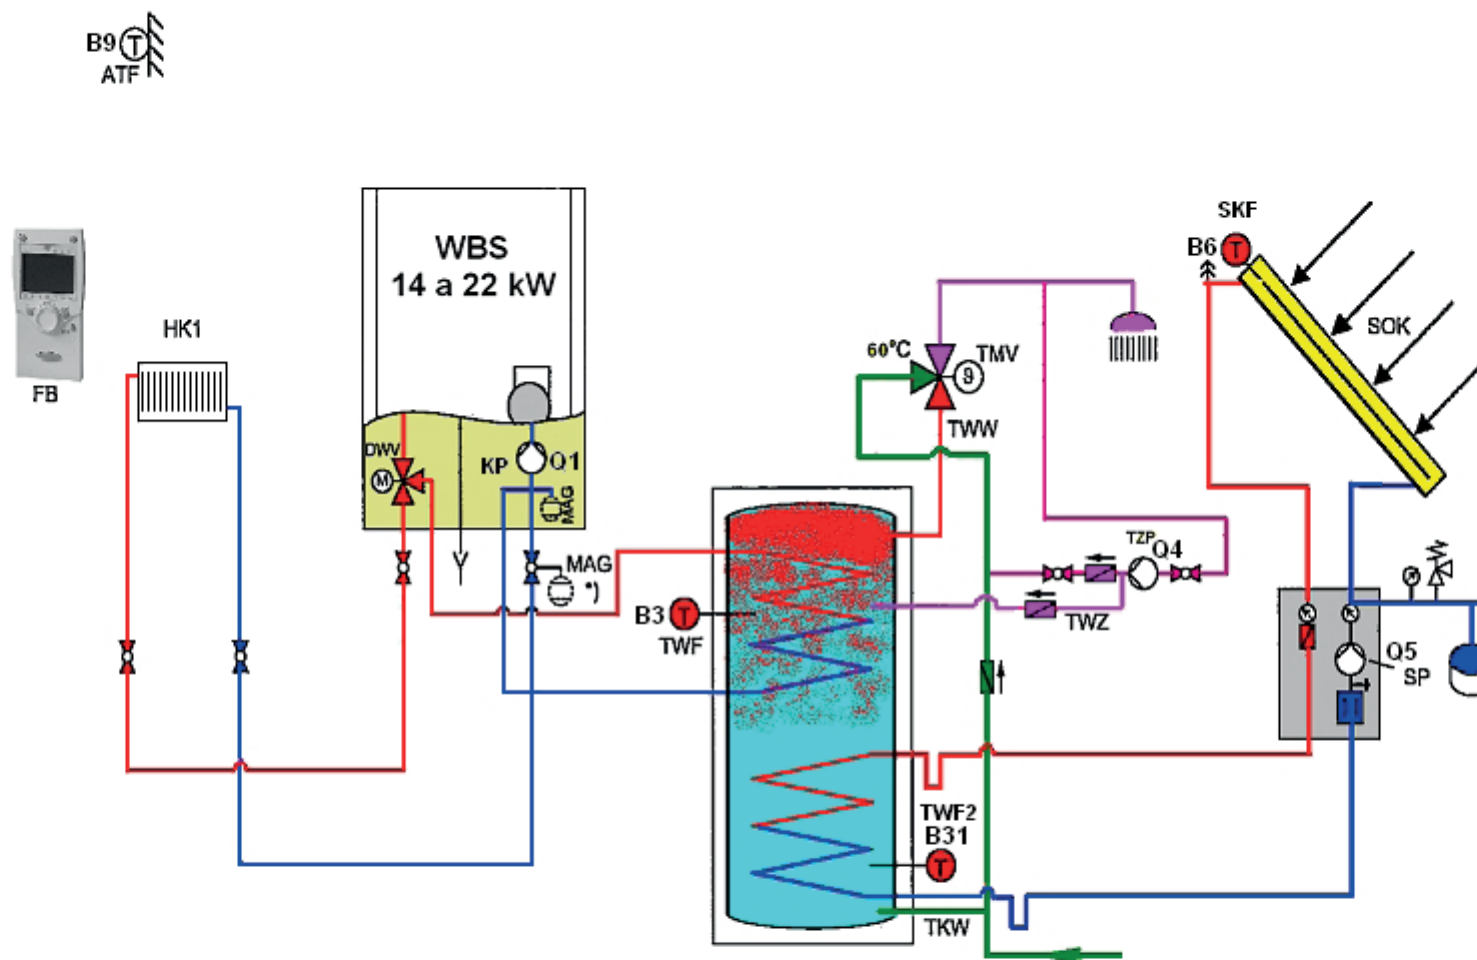 B9 T
ATF
SKF
B6 T
WBS
14 a 22 kW
HK1
SOK
60°C
TMV
9
FB
TWW
DWV
KP
Q1
M
MAG
TZP
Q4
MAG
*)
B3 T
TWF
TWZ
Q5
SP
TWF2
B31
T
TKW